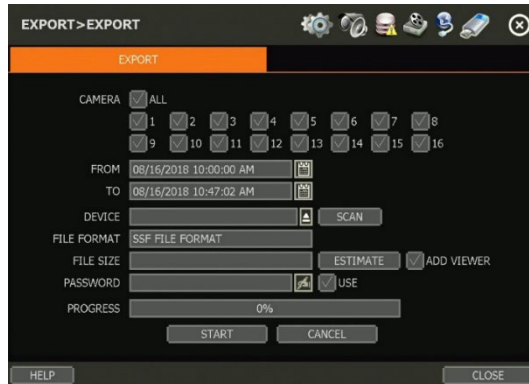 EXPORT>EXPORT
EXPORT
CAMERA ALL
1 2 3 4 5 6 7 8
9 10 11 12 13 14 15 16
FROM 08/16/2018 10:00:00 AM
TO 08/16/2018 10:47:02 AM
DEVICE SCAN
FILE FORMAT SSF FILE FORMAT
FILE SIZE ESTIMATE ADD VIEWER
PASSWORD USE
PROGRESS 0%
START CANCEL
HELP CLOSE